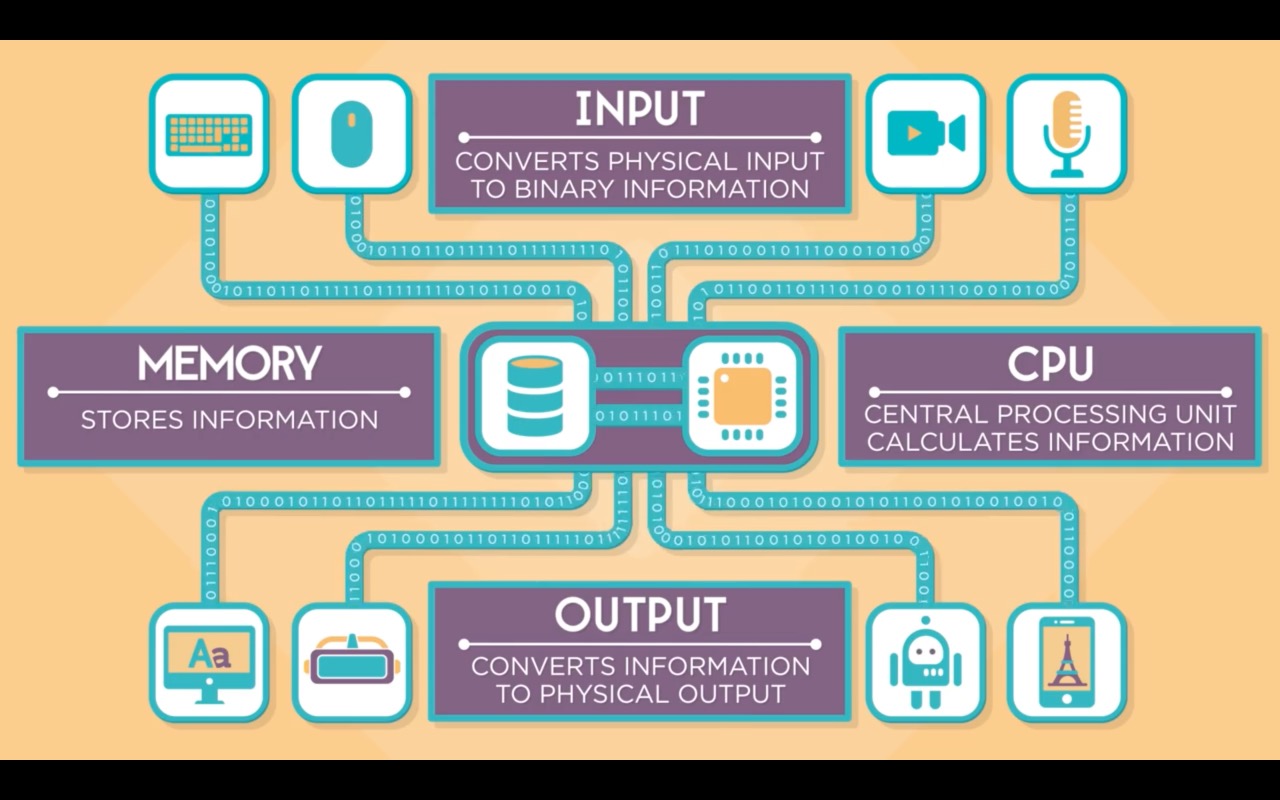 INPUT
CONVERTS PHYSICAL INPUT
TO BINARY INFORMATION
MEMORY
STORES INFORMATION
CPU
CENTRAL PROCESSING UNIT
CALCULATES INFORMATION
Aa
OUTPUT
CONVERTS INFORMATION
TO PHYSICAL OUTPUT